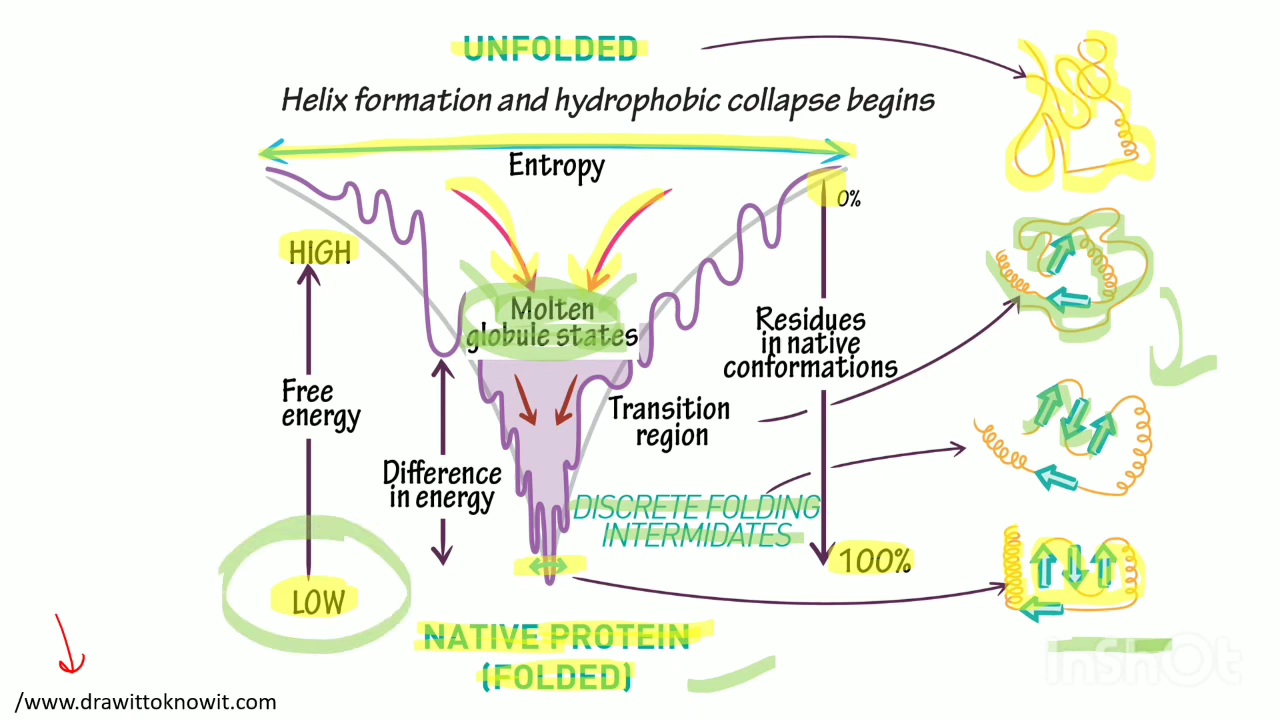 UNFOLDED
Helix formation and hydrophobic collapse begins
Entropy
0%
HIGH
Molten
globule states
Residues
in native
conformations
Free
energy
Transition
region
Difference
in energy
DISCRETE FOLDING
INTERMIDATES
100%
LOW
NATIVE PROTEIN
(FOLDED)
InShOt
/www.drawittoknowit.com